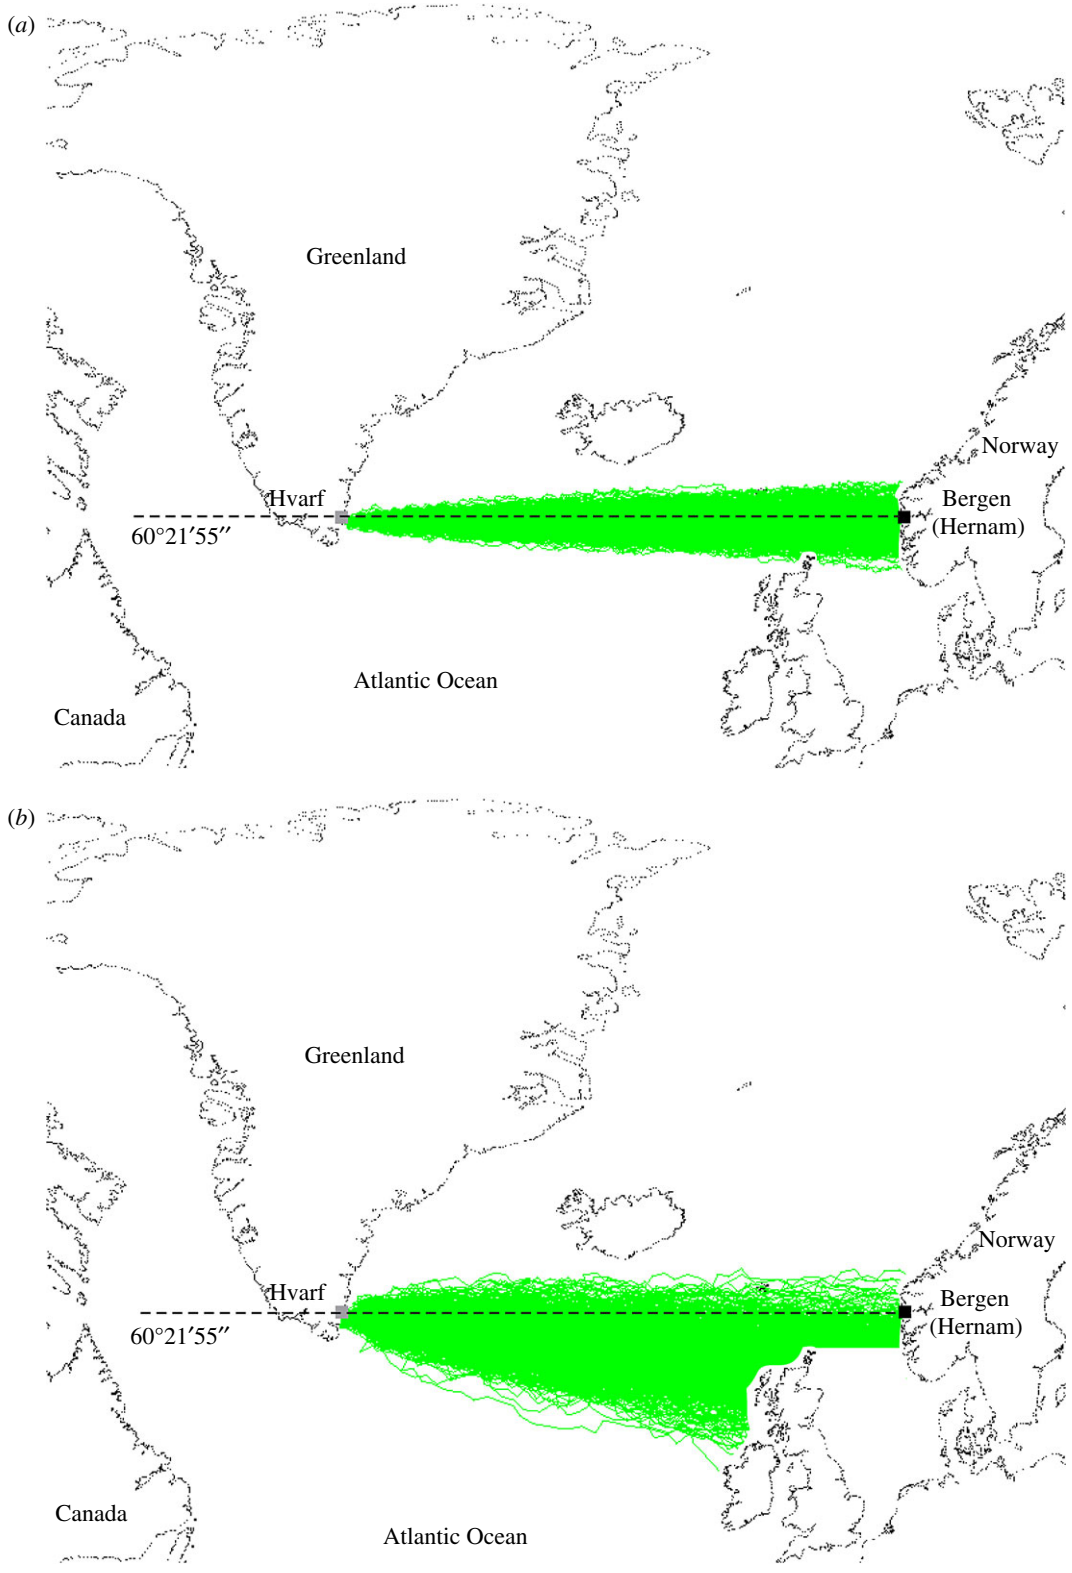 (a)
Greenland
Norway
Hvarf
Bergen
(Hernam)
60°21′55″
Atlantic Ocean
Canada
(b)
Greenland
Norway
Hvarf
Bergen
(Hernam)
60°21′55″
Canada
Atlantic Ocean